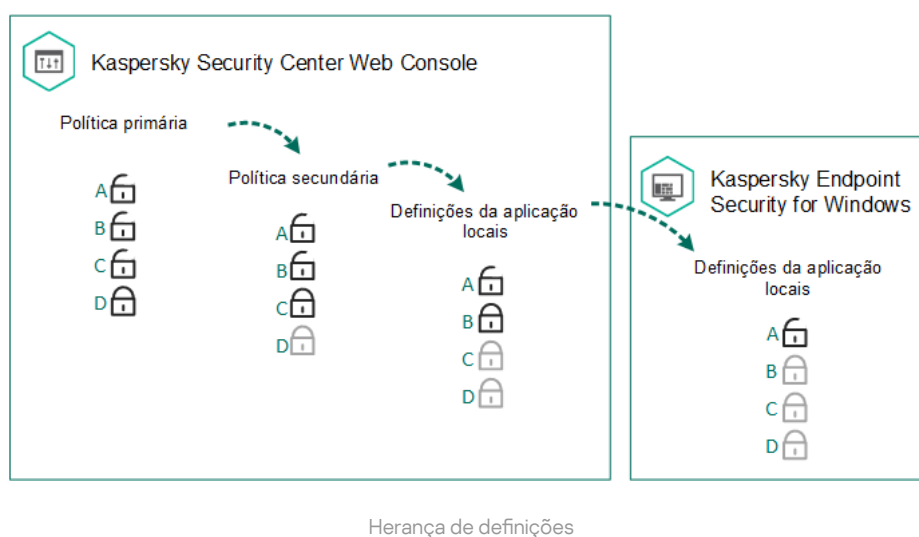 Kaspersky Security Center Web Console
Política primária
A
B
C
D
Política secundária
A
B
C
D
Definições da aplicação
locais
A
B
C
D
Kaspersky Endpoint
Security for Windows
Definições da aplicação
locais
A
B
C
D
Herança de definições